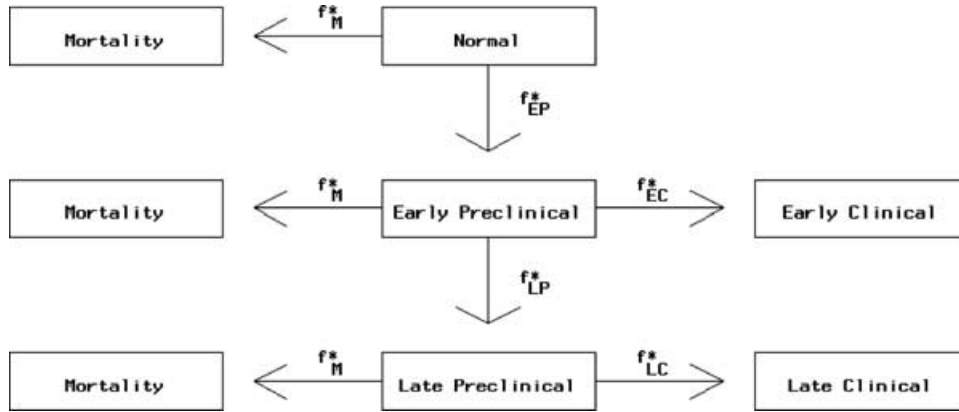 f*M
Mortality
Normal
f*EP
f*M
f*EC
Mortality
Early Preclinical
Early Clinical
f*LP
f*M
f*LC
Mortality
Late Preclinical
Late Clinical